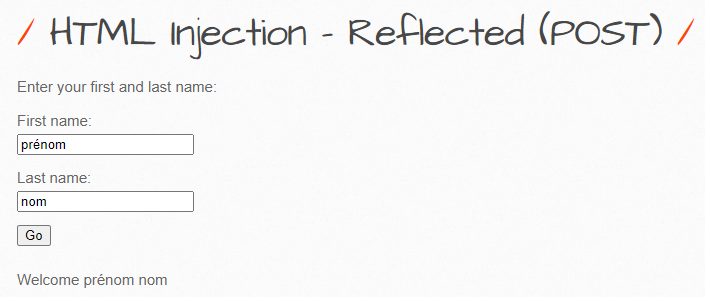 / HTML Injection - Reflected (POST) /
Enter your first and last name:
First name:
prénom
Last name:
nom
Go
Welcome prénom nom